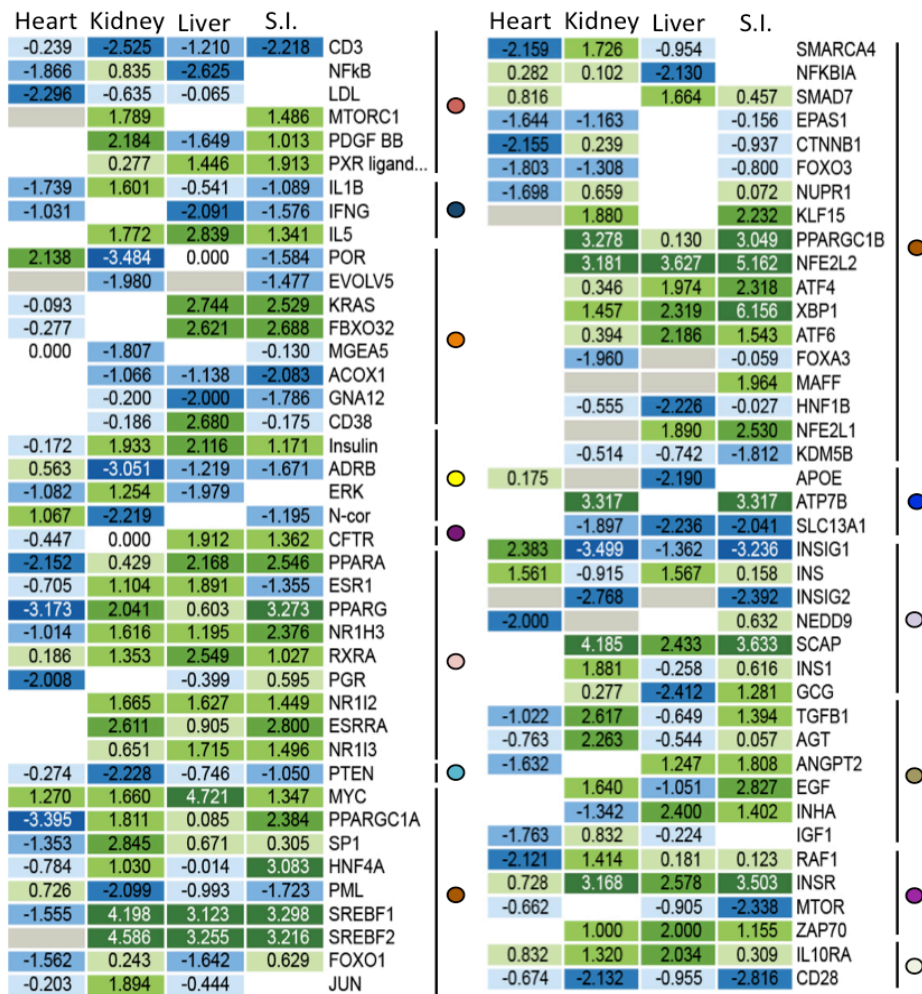 Heart Kidney Liver S.I.
-0.239 -2.525 -1.210 -2.218 CD3
-1.866 0.835 -2.625 NFkB
-2.296 -0.635 -0.065 LDL
1.789 1.486 MTORC1
2.184 -1.649 1.013 PDGF BB
0.277 1.446 1.913 PXR ligand...
-1.739 1.601 -0.541 -1.089 IL1B
-1.031 -2.091 -1.576 IFNG
1.772 2.839 1.341 IL5
2.138 -3.484 0.000 -1.584 POR
-1.980 -1.477 EVOLV5
-0.093 2.744 2.529 KRAS
-0.277 2.621 2.688 FBXO32
0.000 -1.807 -0.130 MGEA5
-1.066 -1.138 -2.083 ACOX1
-0.200 -2.000 -1.786 GNA12
-0.186 2.680 -0.175 CD38
-0.172 1.933 2.116 1.171 Insulin
0.563 -3.051 -1.219 -1.671 ADRB
-1.082 1.254 -1.979 ERK
1.067 -2.219 -1.195 N-cor
-0.447 0.000 1.912 1.362 CFTR
-2.152 0.429 2.168 2.546 PPARA
-0.705 1.104 1.891 -1.355 ESR1
-3.173 2.041 0.603 3.273 PPARG
-1.014 1.616 1.195 2.376 NR1H3
0.186 1.353 2.549 1.027 RXRA
-2.008 -0.399 0.595 PGR
1.665 1.627 1.449 NR1I2
2.611 0.905 2.800 ESRRA
0.651 1.715 1.496 NR1I3
-0.274 -2.228 -0.746 -1.050 PTEN
1.270 1.660 4.721 1.347 MYC
-3.395 1.811 0.085 2.384 PPARGC1A
-1.353 2.845 0.671 0.305 SP1
-0.784 1.030 -0.014 3.083 HNF4A
0.726 -2.099 -0.993 -1.723 PML
-1.555 4.198 3.123 3.298 SREBF1
4.586 3.255 3.216 SREBF2
-1.562 0.243 -1.642 0.629 FOXO1
-0.203 1.894 -0.444 JUN
Heart Kidney Liver S.I.
-2.159 1.726 -0.954 SMARCA4
0.282 0.102 -2.130 NFKBIA
0.816 1.664 0.457 SMAD7
-1.644 -1.163 -0.156 EPAS1
-2.155 0.239 -0.937 CTNNB1
-1.803 -1.308 -0.800 FOXO3
-1.698 0.659 0.072 NUPR1
1.880 2.232 KLF15
3.278 0.130 3.049 PPARGC1B
3.181 3.627 5.162 NFE2L2
0.346 1.974 2.318 ATF4
1.457 2.319 6.156 XBP1
0.394 2.186 1.543 ATF6
-1.960 -0.059 FOXA3
1.964 MAFF
-0.555 -2.226 -0.027 HNF1B
1.890 2.530 NFE2L1
-0.514 -0.742 -1.812 KDM5B
0.175 -2.190 APOE
3.317 3.317 ATP7B
-1.897 -2.236 -2.041 SLC13A1
2.383 -3.499 -1.362 -3.236 INSIG1
1.561 -0.915 1.567 0.158 INS
-2.768 -2.392 INSIG2
-2.000 0.632 NEDD9
4.185 2.433 3.633 SCAP
1.881 -0.258 0.616 INS1
0.277 -2.412 1.281 GCG
-1.022 2.617 -0.649 1.394 TGFB1
-0.763 2.263 -0.544 0.057 AGT
-1.632 1.247 1.808 ANGPT2
1.640 -1.051 2.827 EGF
-1.342 2.400 1.402 INHA
-1.763 0.832 -0.224 IGF1
-2.121 1.414 0.181 0.123 RAF1
0.728 3.168 2.578 3.503 INSR
-0.662 -0.905 -2.338 MTOR
1.000 2.000 1.155 ZAP70
0.832 1.320 2.034 0.309 IL10RA
-0.674 -2.132 -0.955 -2.816 CD28